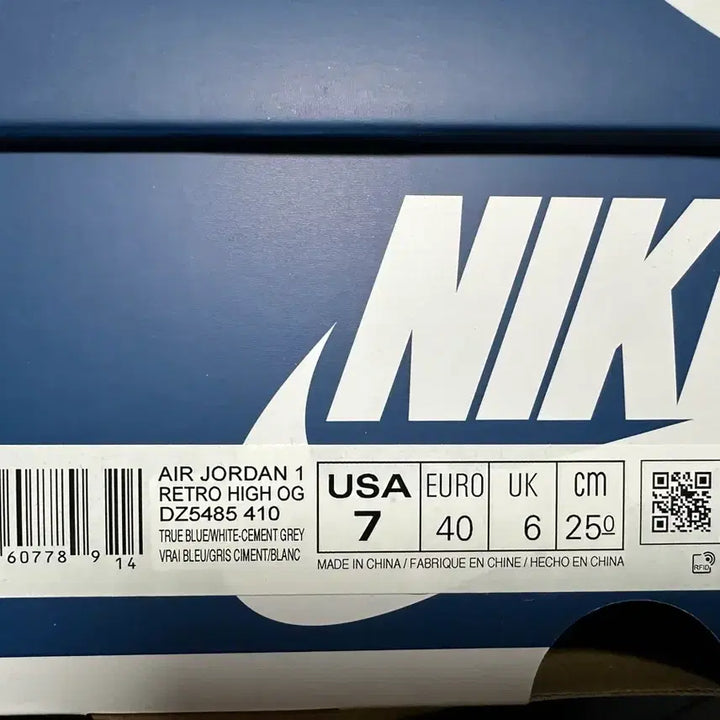 NIK
AIR JORDAN 1
RETRO HIGH OG
DZ5485 410
TRUE BLUE/WHITE-CEMENT GREY
VRAI BLEU/GRIS CIMENT/BLANC
60778 9 14
USA EURO UK cm
7 40 6 25⁰
MADE IN CHINA / FABRIQUE EN CHINE / HECHO EN CHINA
RFID